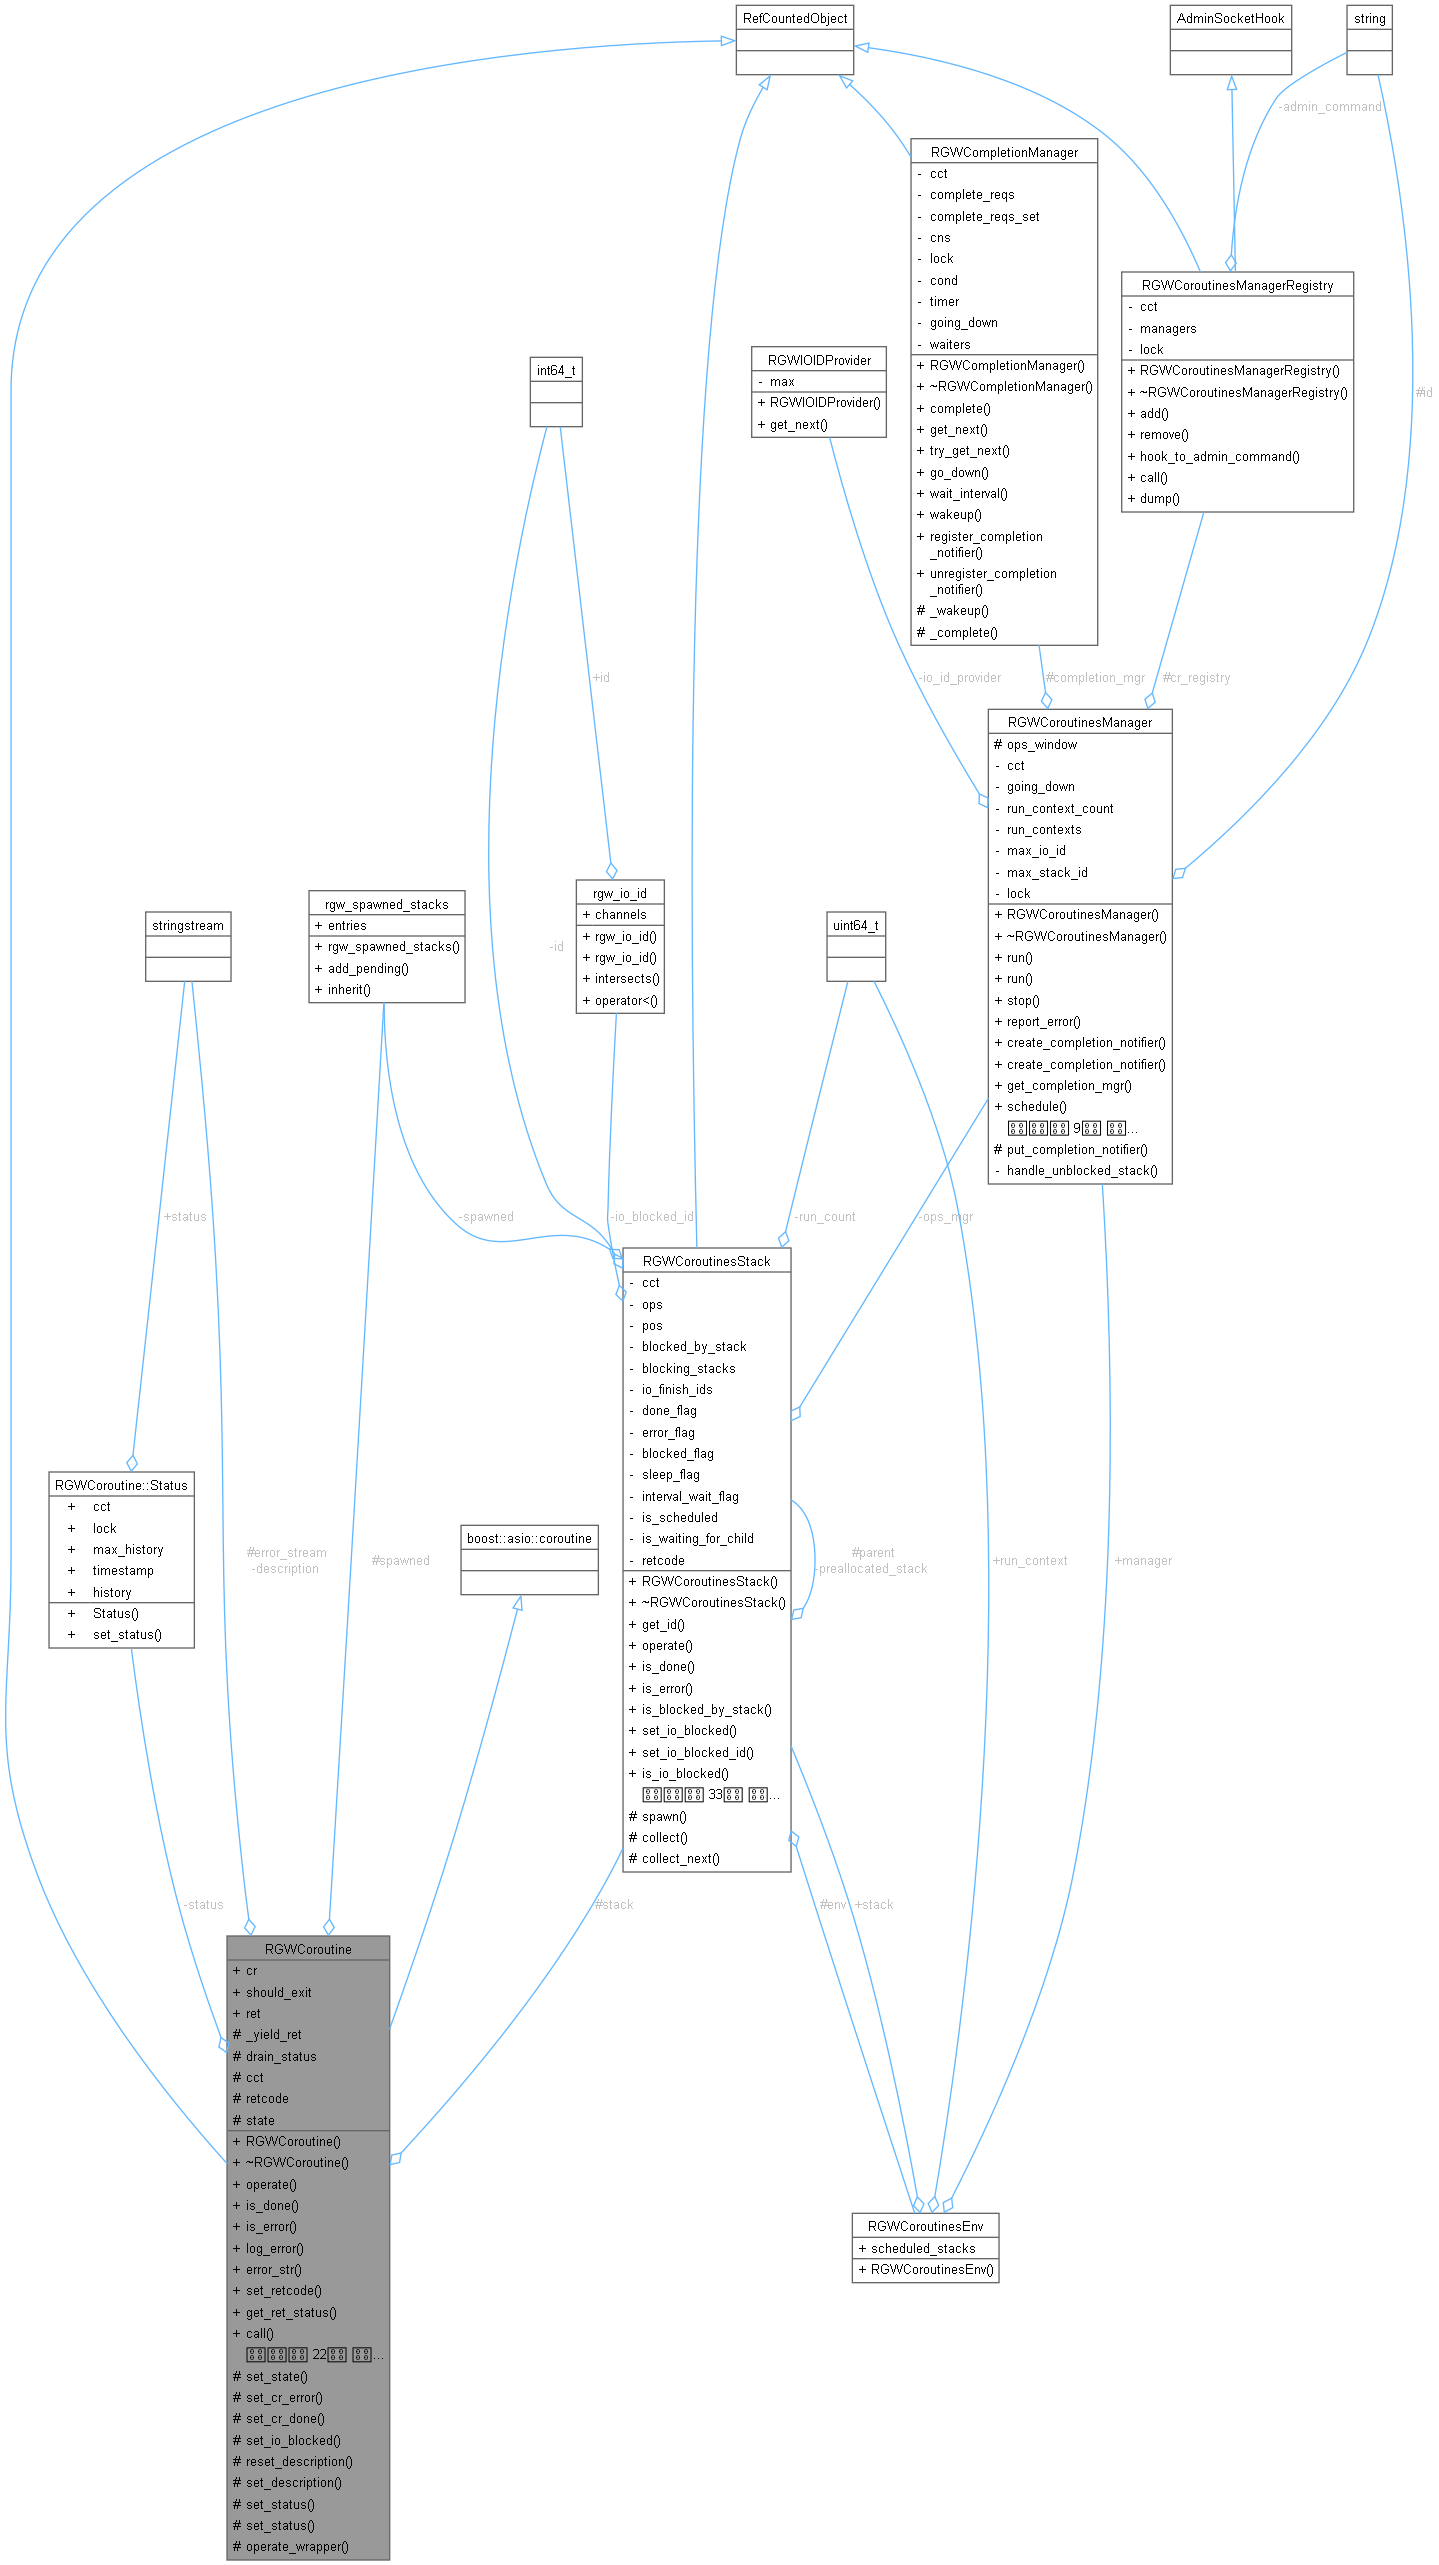 RefCountedObject
AdminSocketHook
string
-admin_command
RGWCompletionManager
- cct
- complete_reqs
- complete_reqs_set
- cns
- lock
- cond
- timer
- going_down
- waiters
+ RGWCompletionManager()
+ ~RGWCompletionManager()
+ complete()
+ get_next()
+ try_get_next()
+ go_down()
+ wait_interval()
+ wakeup()
+ register_completion
_notifier()
+ unregister_completion
_notifier()
# _wakeup()
# _complete()
RGWCoroutinesManagerRegistry
- cct
- managers
- lock
+ RGWCoroutinesManagerRegistry()
+ ~RGWCoroutinesManagerRegistry()
+ add()
+ remove()
+ hook_to_admin_command()
+ call()
+ dump()
RGWIOIDProvider
- max
+ RGWIOIDProvider()
+ get_next()
int64_t
#id
+id
-io_id_provider
#completion_mgr
#cr_registry
RGWCoroutinesManager
# ops_window
- cct
- going_down
- run_context_count
- run_contexts
- max_io_id
- max_stack_id
- lock
+ RGWCoroutinesManager()
+ ~RGWCoroutinesManager()
+ run()
+ run()
+ stop()
+ report_error()
+ create_completion_notifier()
+ create_completion_notifier()
+ get_completion_mgr()
+ schedule()
9
...
# put_completion_notifier()
- handle_unblocked_stack()
rgw_io_id
+ channels
+ rgw_io_id()
+ rgw_io_id()
+ intersects()
+ operator<()
rgw_spawned_stacks
+ entries
+ rgw_spawned_stacks()
+ add_pending()
+ inherit()
stringstream
uint64_t
-id
+status
-spawned
-io_blocked_id
-run_count
-ops_mgr
RGWCoroutinesStack
- cct
- ops
- pos
- blocked_by_stack
- blocking_stacks
- io_finish_ids
- done_flag
- error_flag
- blocked_flag
- sleep_flag
- interval_wait_flag
- is_scheduled
- is_waiting_for_child
- retcode
+ RGWCoroutinesStack()
+ ~RGWCoroutinesStack()
+ get_id()
+ operate()
+ is_done()
+ is_error()
+ is_blocked_by_stack()
+ set_io_blocked()
+ set_io_blocked_id()
+ is_io_blocked()
33
...
# spawn()
# collect()
# collect_next()
RGWCoroutine::Status
+ cct
+ lock
+ max_history
+ timestamp
+ history
+ Status()
+ set_status()
boost::asio::coroutine
#error_stream
-description
#spawned
#parent
-preallocated_stack
+run_context
+manager
-status
#stack
#env
+stack
RGWCoroutine
+ cr
+ should_exit
+ ret
# _yield_ret
# drain_status
# cct
# retcode
# state
+ RGWCoroutine()
+ ~RGWCoroutine()
+ operate()
+ is_done()
+ is_error()
+ log_error()
+ error_str()
+ set_retcode()
+ get_ret_status()
+ call()
22
...
# set_state()
# set_cr_error()
# set_cr_done()
# set_io_blocked()
# reset_description()
# set_description()
# set_status()
# set_status()
# operate_wrapper()
RGWCoroutinesEnv
+ scheduled_stacks
+ RGWCoroutinesEnv()